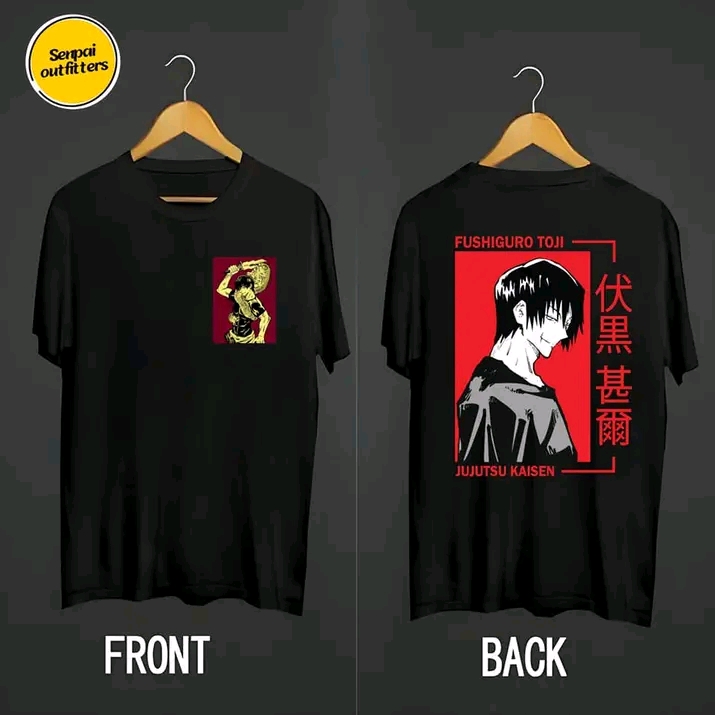 Senpai
outfitters
FUSHIGURO TOJI
伏黒 甚爾
JUJUTSU KAISEN
FRONT
BACK